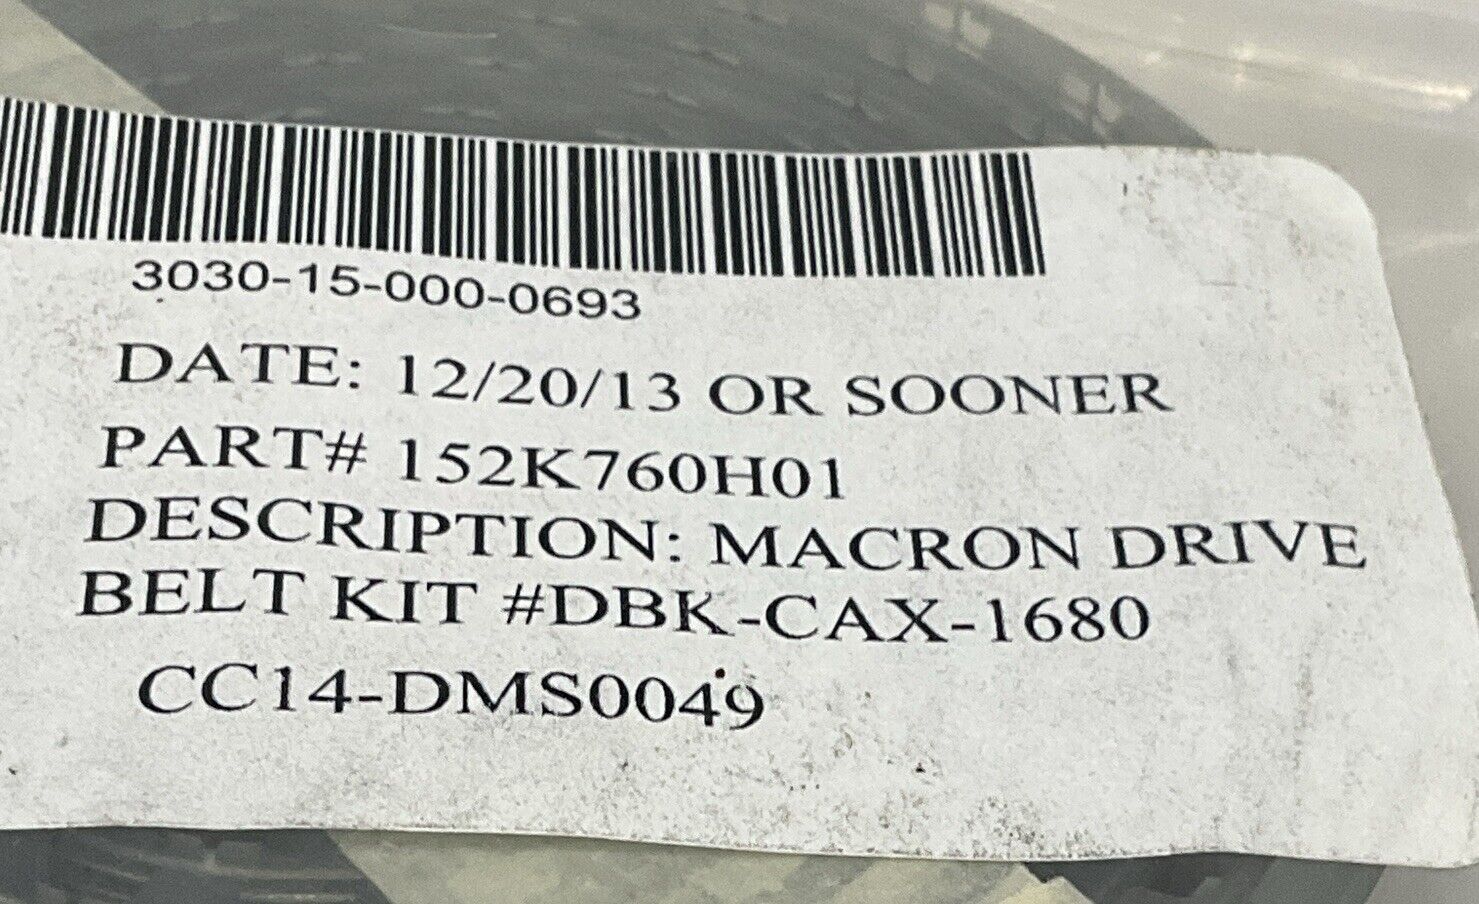 3030-15-000-0693
DATE: 12/20/13 OR SOONER
PART# 152K760H01
DESCRIPTION: MACRON DRIVE
BELT KIT #DBK-CAX-1680
CC14-DMS0049